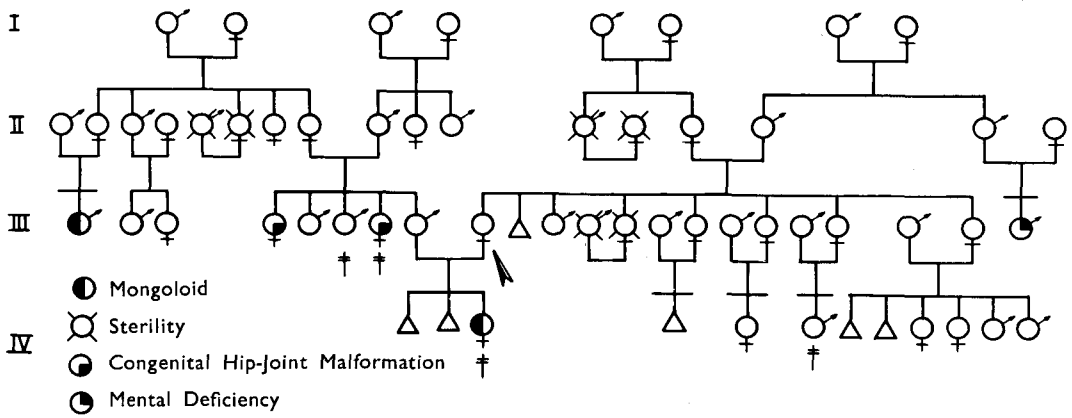 I
II
III
Mongoloid
Sterility
IV
Congenital Hip-Joint Malformation
Mental Deficiency